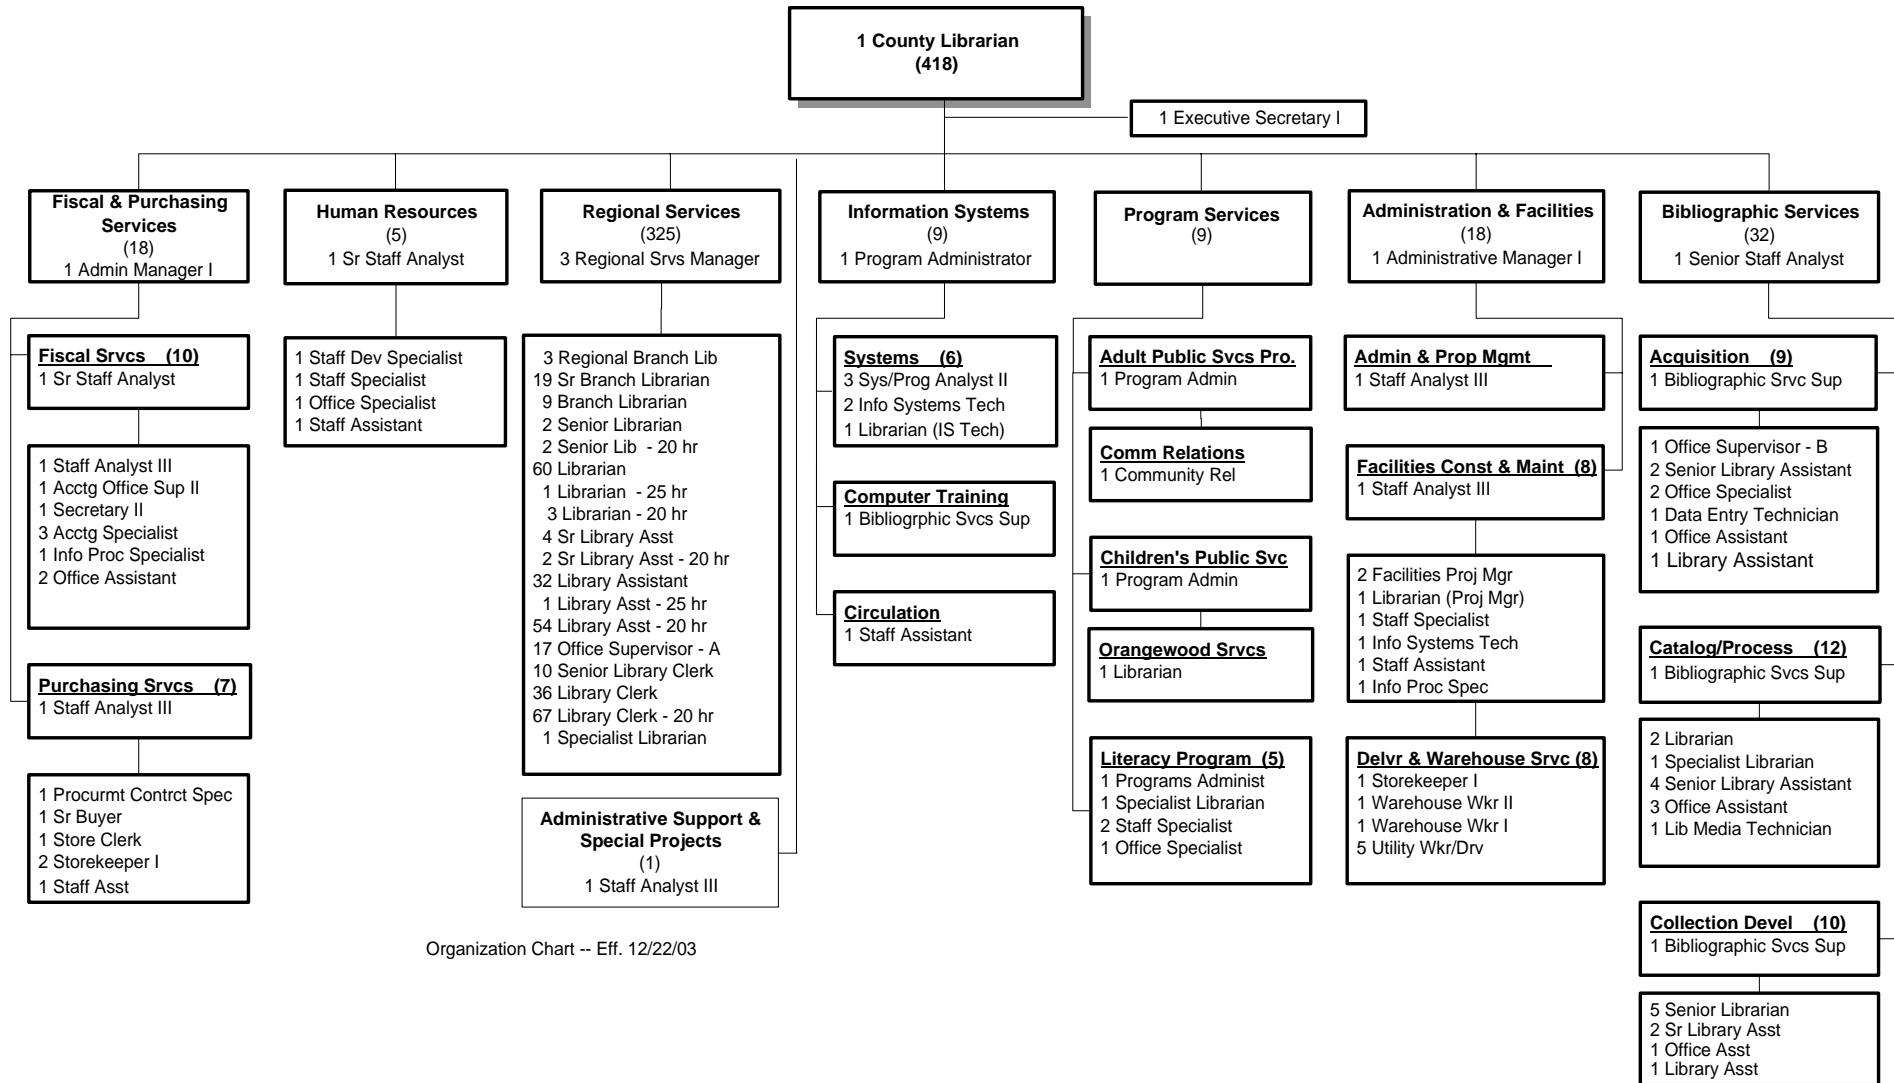 1 County Librarian
(418)
1 Executive Secretary I
Fiscal & Purchasing
Services
(18)
1 Admin Manager I
Fiscal Srvcs (10)
1 Sr Staff Analyst
1 Staff Analyst III
1 Acctg Office Sup II
1 Secretary II
3 Acctg Specialist
1 Info Proc Specialist
2 Office Assistant
Purchasing Srvcs (7)
1 Staff Analyst III
1 Procurmt Contrct Spec
1 Sr Buyer
1 Store Clerk
2 Storekeeper I
1 Staff Asst
Human Resources
(5)
1 Sr Staff Analyst
1 Staff Dev Specialist
1 Staff Specialist
1 Office Specialist
1 Staff Assistant
Regional Services
(325)
3 Regional Srvs Manager
3 Regional Branch Lib
19 Sr Branch Librarian
9 Branch Librarian
2 Senior Librarian
2 Senior Lib - 20 hr
60 Librarian
1 Librarian - 25 hr
3 Librarian - 20 hr
4 Sr Library Asst
2 Sr Library Asst - 20 hr
32 Library Assistant
1 Library Asst - 25 hr
54 Library Asst - 20 hr
17 Office Supervisor - A
10 Senior Library Clerk
36 Library Clerk
67 Library Clerk - 20 hr
1 Specialist Librarian
Administrative Support &
Special Projects
(1)
1 Staff Analyst III
Information Systems
(9)
1 Program Administrator
Systems (6)
3 Sys/Prog Analyst II
2 Info Systems Tech
1 Librarian (IS Tech)
Computer Training
1 Bibliogrphic Svcs Sup
Circulation
1 Staff Assistant
Program Services
(9)
Adult Public Svcs Pro.
1 Program Admin
Comm Relations
1 Community Rel
Children's Public Svc
1 Program Admin
Orangewood Srvcs
1 Librarian
Literacy Program (5)
1 Programs Administ
1 Specialist Librarian
2 Staff Specialist
1 Office Specialist
Administration & Facilities
(18)
1 Administrative Manager I
Admin & Prop Mgmt
1 Staff Analyst III
Facilities Const & Maint (8)
1 Staff Analyst III
2 Facilities Proj Mgr
1 Librarian (Proj Mgr)
1 Staff Specialist
1 Info Systems Tech
1 Staff Assistant
1 Info Proc Spec
Delvr & Warehouse Srvc (8)
1 Storekeeper I
1 Warehouse Wkr II
1 Warehouse Wkr I
5 Utility Wkr/Drv
Bibliographic Services
(32)
1 Senior Staff Analyst
Acquisition (9)
1 Bibliographic Srvc Sup
1 Office Supervisor - B
2 Senior Library Assistant
2 Office Specialist
1 Data Entry Technician
1 Office Assistant
1 Library Assistant
Catalog/Process (12)
1 Bibliographic Svcs Sup
2 Librarian
1 Specialist Librarian
4 Senior Library Assistant
3 Office Assistant
1 Lib Media Technician
Collection Devel (10)
1 Bibliographic Svcs Sup
5 Senior Librarian
2 Sr Library Asst
1 Office Asst
1 Library Asst
Organization Chart -- Eff. 12/22/03